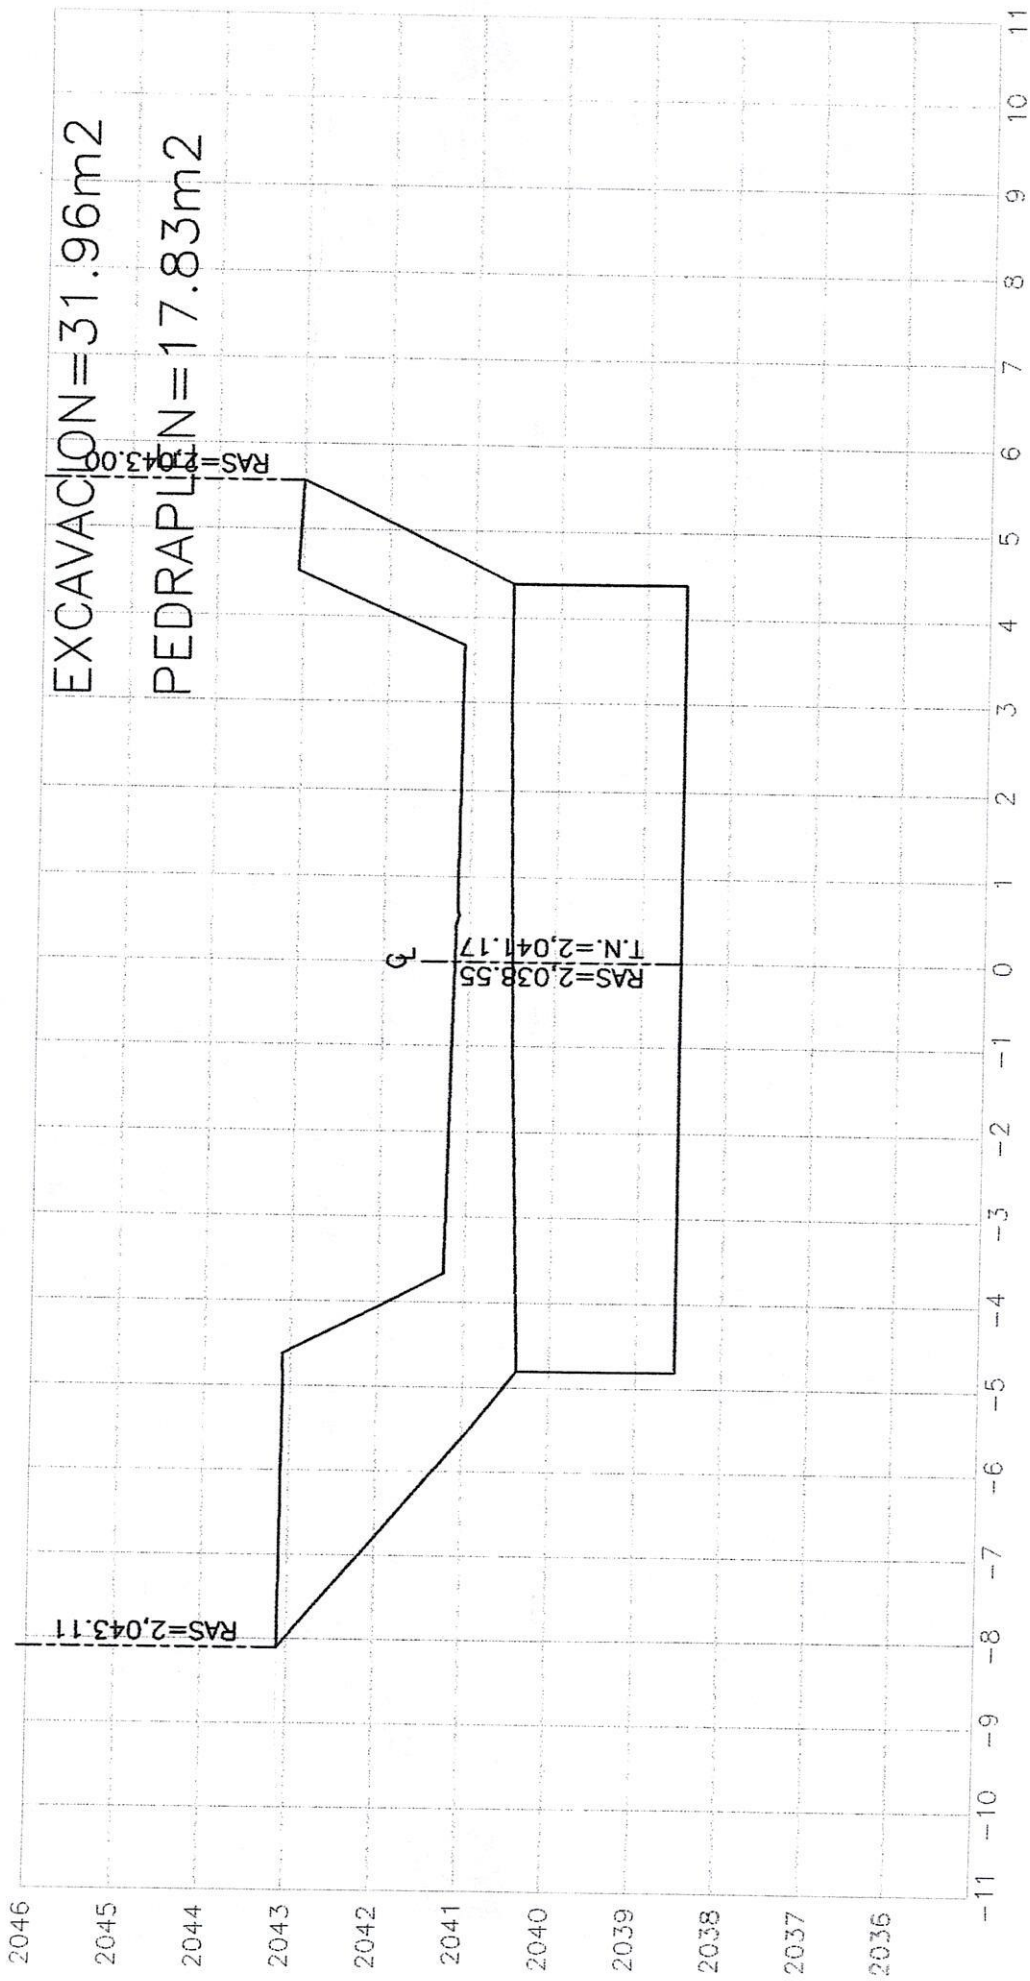 EXCAVACION=31.96m2
PEDRAPLEN=17.83m2
RAS=2,043.11
RAS=2,043.00
℄
T.N.=2,041.17
RAS=2,038.55
2046
2045
2044
2043
2042
2041
2040
2039
2038
2037
2036
-11 -10 -9 -8 -7 -6 -5 -4 -3 -2 -1 0 1 2 3 4 5 6 7 8 9 10 11